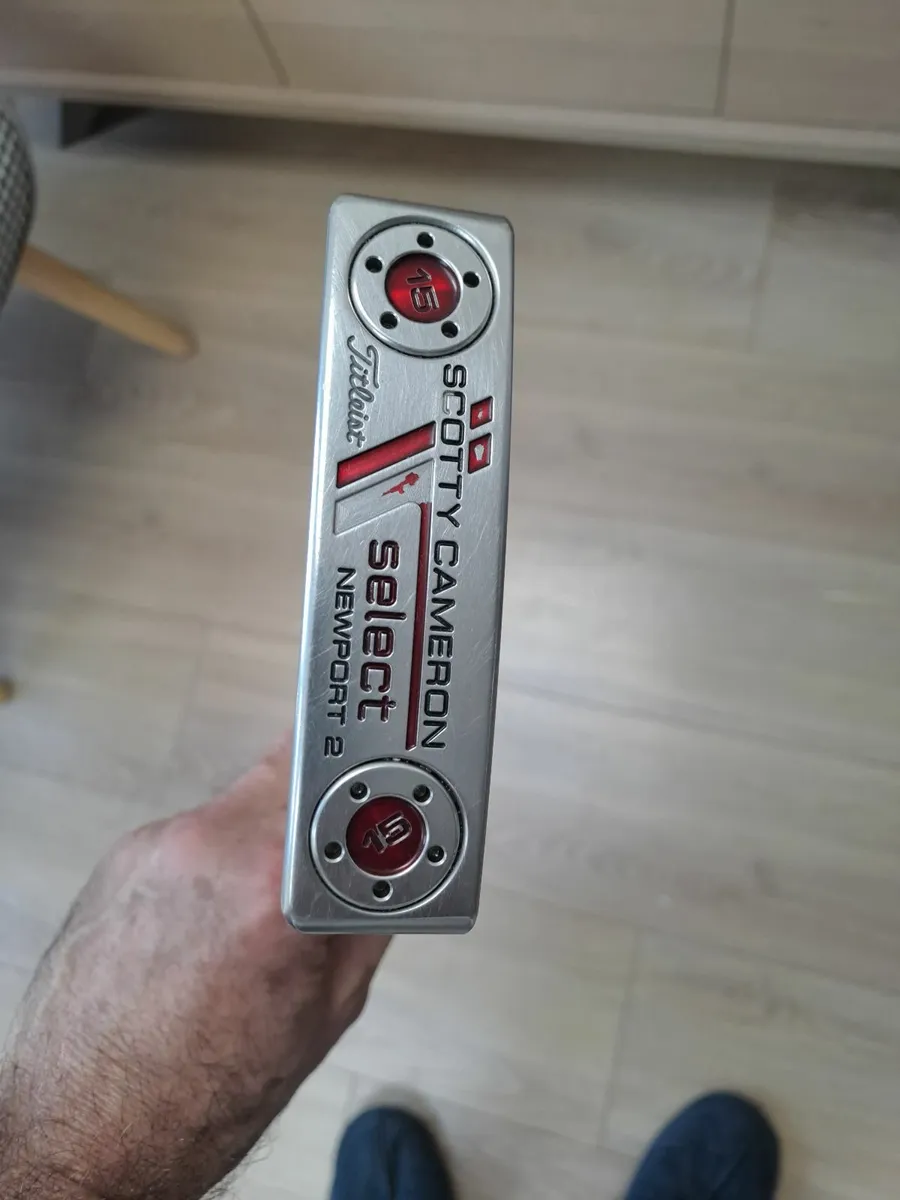 15
Titleist
SCOTTY CAMERON
select
NEWPORT 2
15